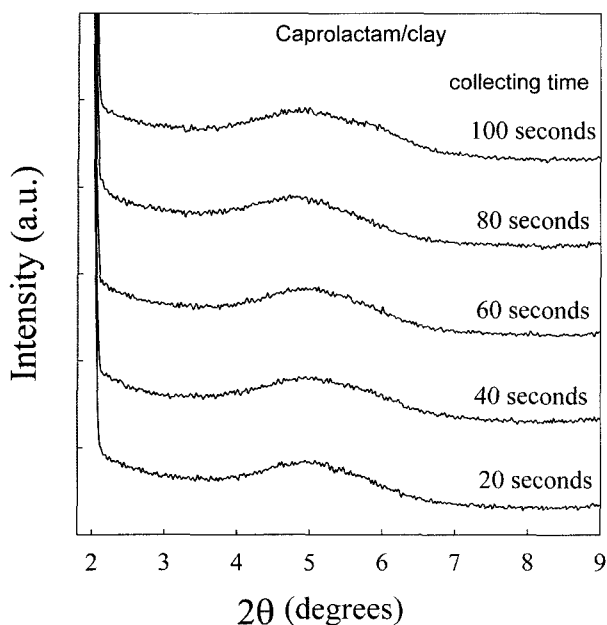 Caprolactam/clay
collecting time
100 seconds
80 seconds
60 seconds
40 seconds
20 seconds
Intensity (a.u.)
2 3 4 5 6 7 8 9
2θ (degrees)